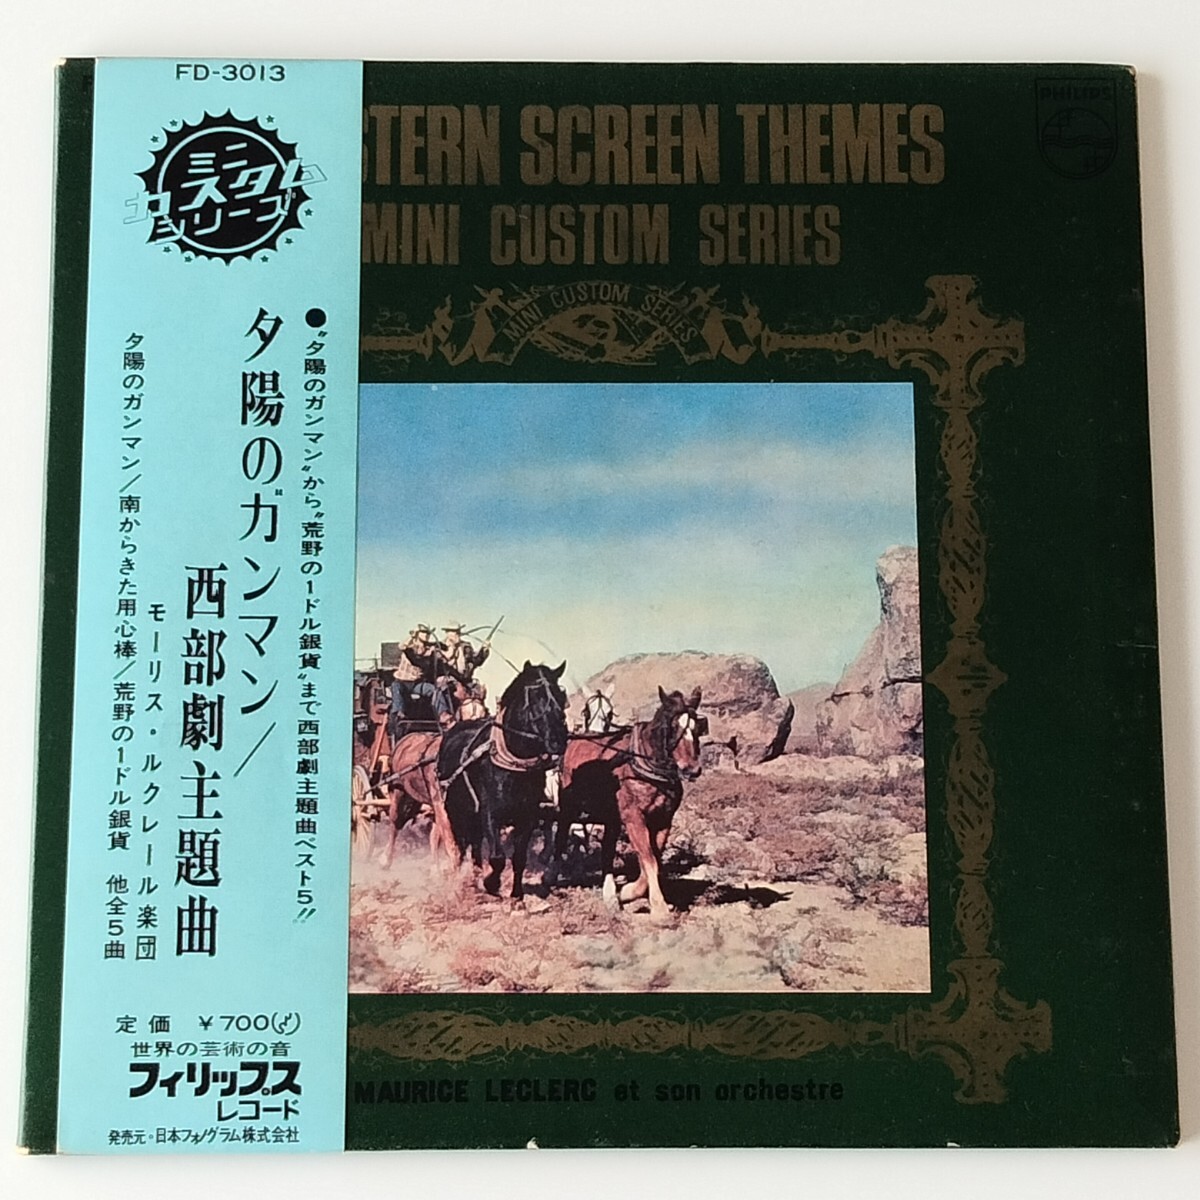 FD-3013
ミニ
カスタム
シリーズ
●“夕陽のガンマン”から“荒野の1ドル銀貨”まで西部劇主題曲ベスト5!!
夕陽のガンマン/
西部劇主題曲
モーリス・ルクレール楽団
夕陽のガンマン/南からきた用心棒/荒野の1ドル銀貨 他全5曲
定価 ¥700
世界の芸術の音
フィリップス
レコード
発売元・日本フォノグラム株式会社
STERN SCREEN THEMES
MINI CUSTOM SERIES
PHILIPS
MINI CUSTOM SERIES
MAURICE LECLERC et son orchestre